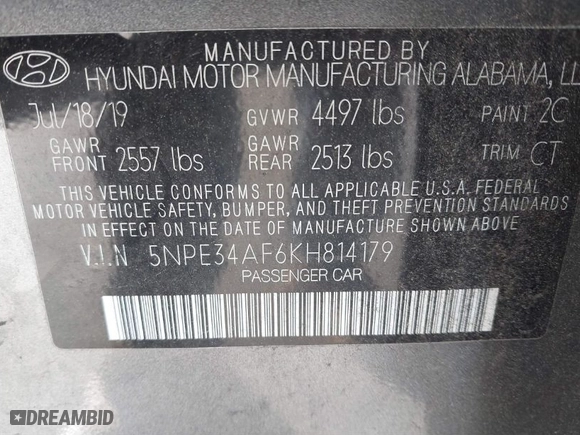 MANUFACTURED BY
HYUNDAI MOTOR MANUFACTURING ALABAMA, LL
Jul/18/19 GVWR 4497 lbs PAINT 2C
GAWR FRONT 2557 lbs GAWR REAR 2513 lbs TRIM CT
THIS VEHICLE CONFORMS TO ALL APPLICABLE U.S.A. FEDERAL
MOTOR VEHICLE SAFETY, BUMPER, AND THEFT PREVENTION STANDARDS
IN EFFECT ON THE DATE OF MANUFACTURE SHOWN ABOVE.
V.I.N 5NPE34AF6KH814179
PASSENGER CAR
DREAMBID